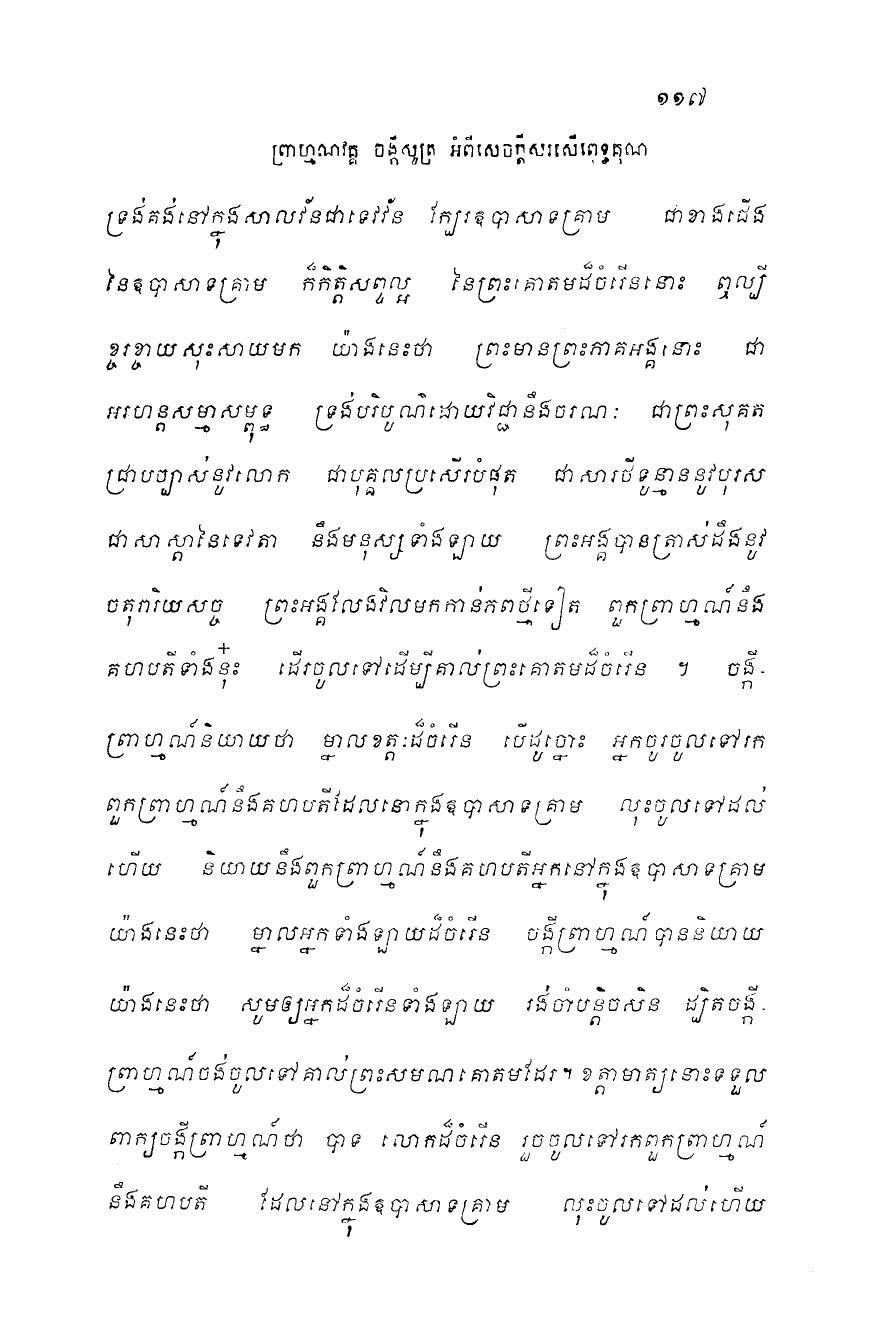 ១១៧
ព្រាហ្មណវគ្គ ចង្កីសូត្រ អំពីសេចក្តីសរសើរពុទ្ធគុណ
ទ្រង់គង់នៅក្នុងសាលវ័នជាទេវវ័ន ក្បែរឱបាសាទគ្រាម ជាខាងជើង
នៃឱបាសាទគ្រាម ក៏កិត្តិសព្ទល្អ នៃព្រះគោតមដ៏ចំរើននោះ ឮល្បី
ខ្ចរខ្ចាយសុះសាយមក យ៉ាងនេះថា ព្រះមានព្រះភាគអង្គនោះ ជា
អរហន្តសម្មាសម្ពុទ្ធ ទ្រង់បរិបូណ៌ដោយវិជ្ជានឹងចរណៈ ជាព្រះសុគត
ជ្រាបច្បាស់នូវលោក ជាបុគ្គលប្រសើរបំផុត ជាសារថីទូន្មាននូវបុរស
ជាសាស្តានៃទេវតា នឹងមនុស្សទាំងឡាយ ព្រះអង្គបានត្រាស់ដឹងនូវ
ចតុរារិយសច្ច ព្រះអង្គលែងវិលមកកាន់ភពថ្មីទៀត ពួកព្រាហ្មណ៍នឹង
គហបតីទាំងនុ៎ះ ដើរចូលទៅដើម្បីគាល់ព្រះគោតមដ៏ចំរើន ។ ចង្កី-
ព្រាហ្មណ៍និយាយថា ម្នាលខត្តៈដ៏ចំរើន បើដូច្នោះ អ្នកចូរចូលទៅរក
ពួកព្រាហ្មណ៍នឹងគហបតីដែលនៅក្នុងឱបាសាទគ្រាម លុះចូលទៅដល់
ហើយ និយាយនឹងពួកព្រាហ្មណ៍នឹងគហបតីអ្នកនៅក្នុងឱបាសាទគ្រាម
យ៉ាងនេះថា ម្នាលអ្នកទាំងឡាយដ៏ចំរើន ចង្កីព្រាហ្មណ៍បាននិយាយ
យ៉ាងនេះថា សូមឲ្យអ្នកដ៏ចំរើនទាំងឡាយ រង់ចាំបន្តិចសិន ដ្បិតចង្កី-
ព្រាហ្មណ៍ចង់ចូលទៅគាល់ព្រះសមណគោតមដែរ។ ខត្តាមាត្យនោះទទួល
ពាក្យចង្កីព្រាហ្មណ៍ថា បាទ លោកដ៏ចំរើន រួចចូលទៅរកពួកព្រាហ្មណ៍
នឹងគហបតី ដែលនៅក្នុងឱបាសាទគ្រាម លុះចូលទៅដល់ហើយ